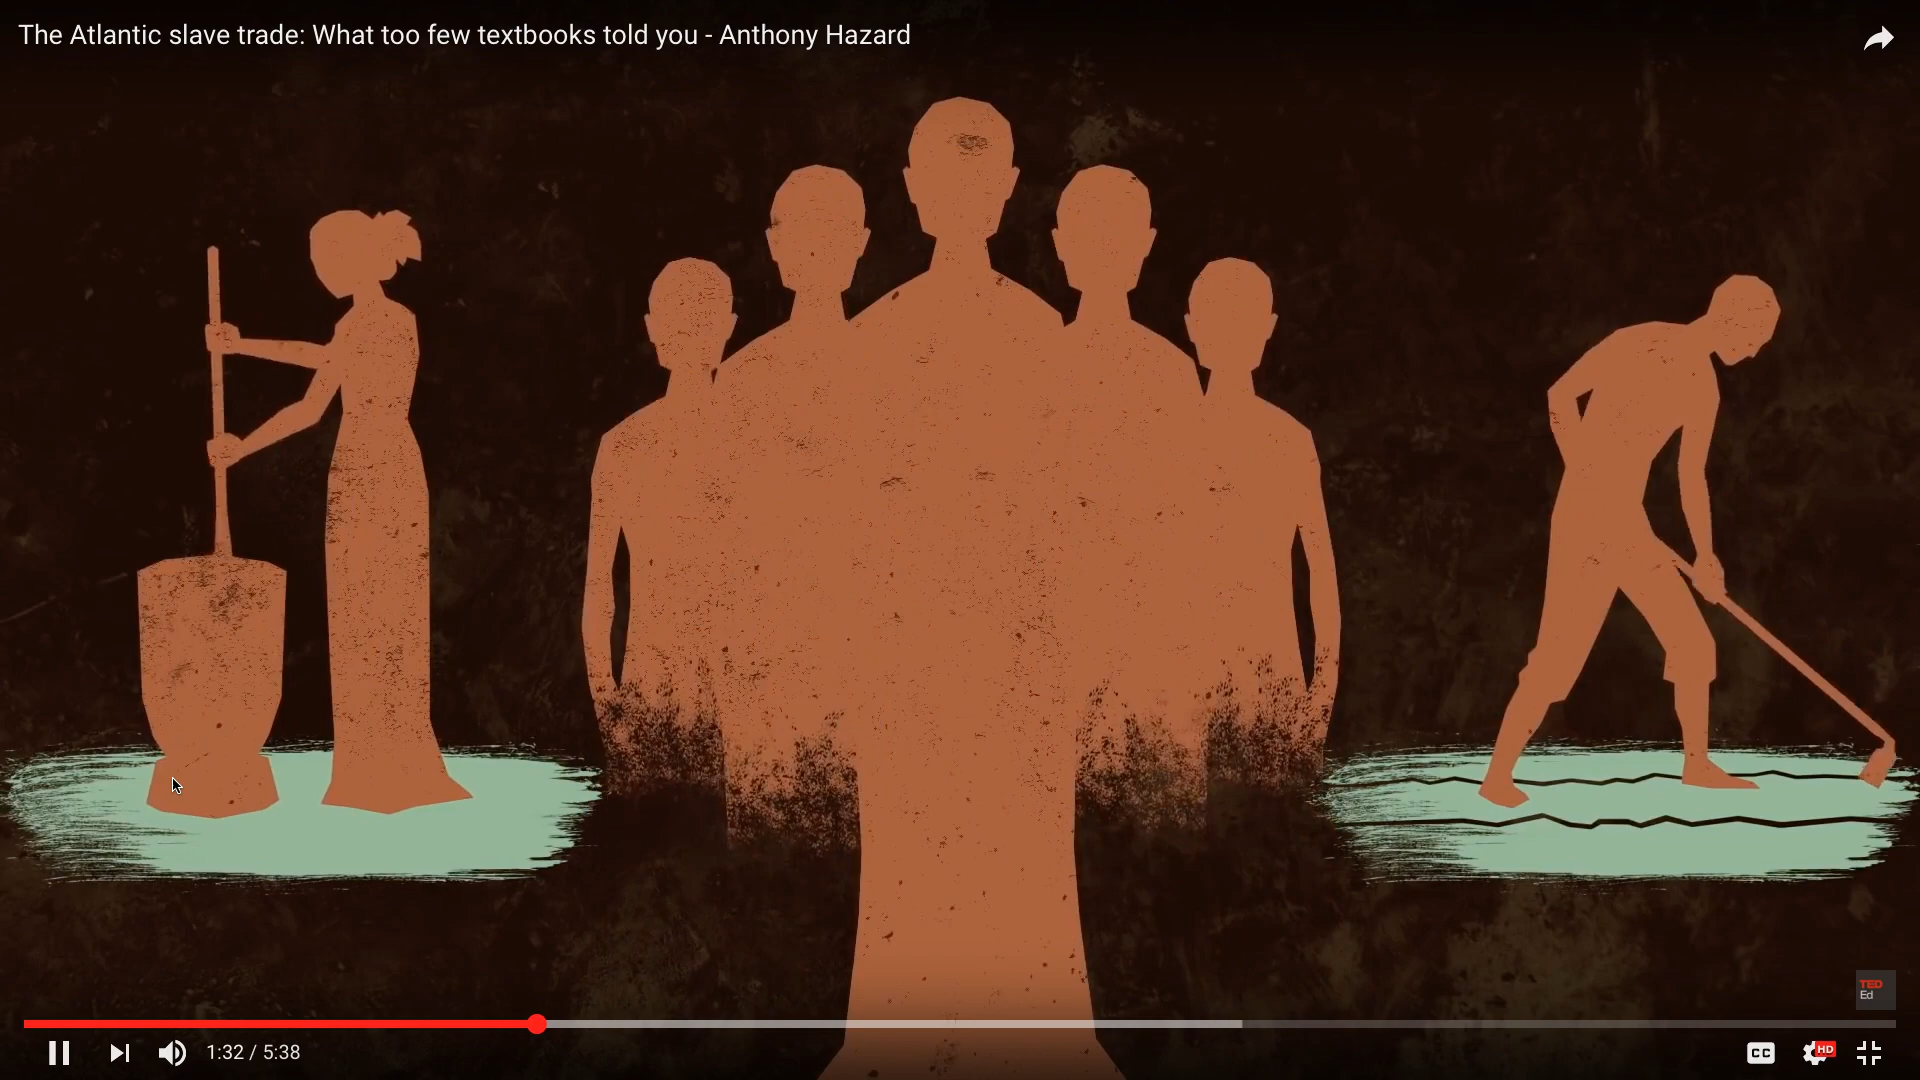 The Atlantic slave trade: What too few textbooks told you - Anthony Hazard
TED
Ed
1:32 / 5:38
CC
HD